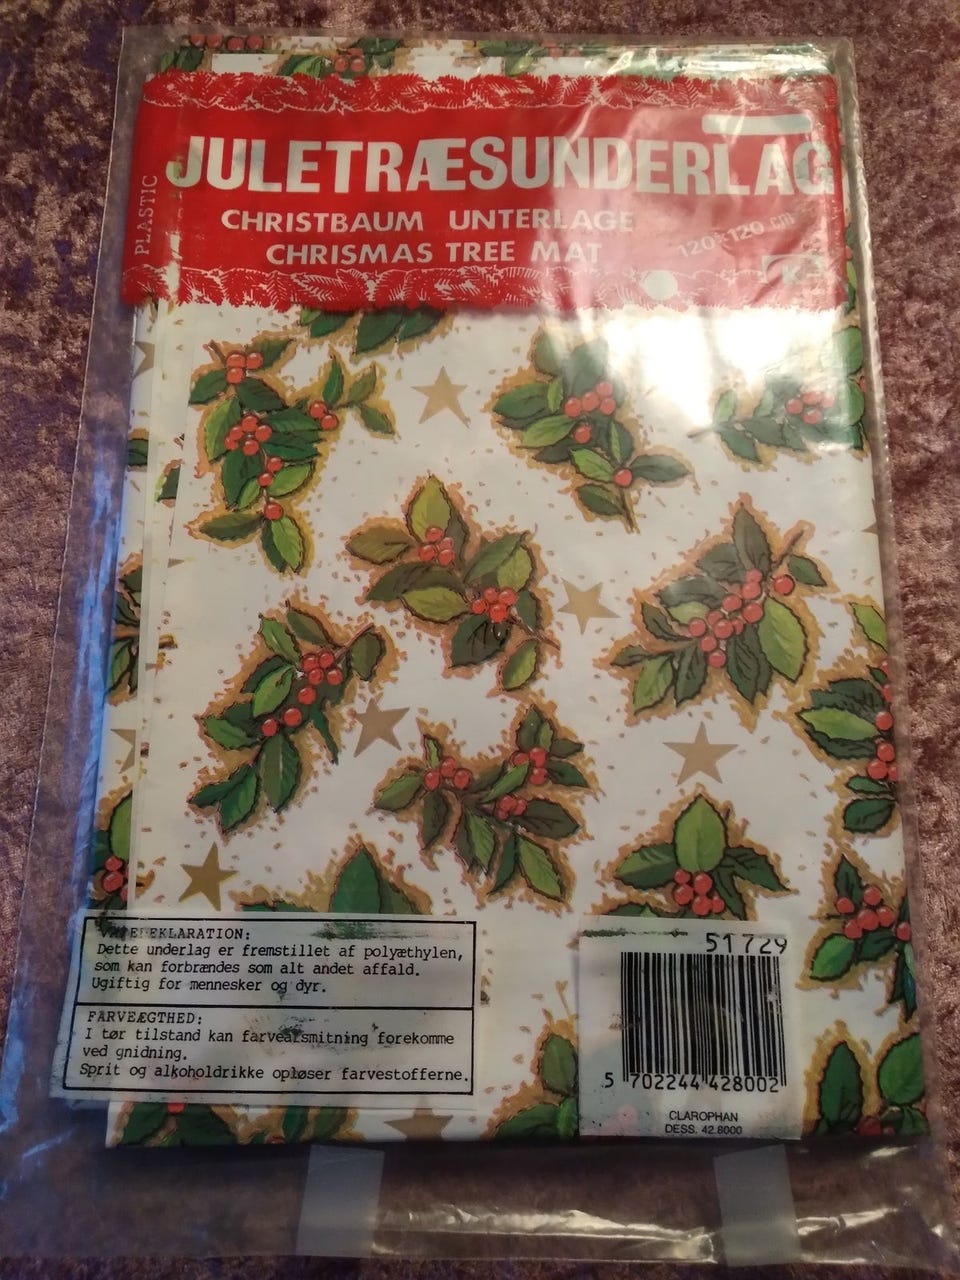 JULETRÆSUNDERLAG
CHRISTBAUM UNTERLAGE
CHRISMAS TREE MAT
120×120 cm
PLASTIC
K
VAREDEKLARATION:
Dette underlag er fremstillet af polyæthylen,
som kan forbrændes som alt andet affald.
Ugiftig for mennesker og dyr.
FARVEÆGTHED:
I tør tilstand kan farveafsmitning forekomme
ved gnidning.
Sprit og alkoholdrikke opløser farvestofferne.
51729
5 702244 428002
CLAROPHAN
DESS. 42.8000